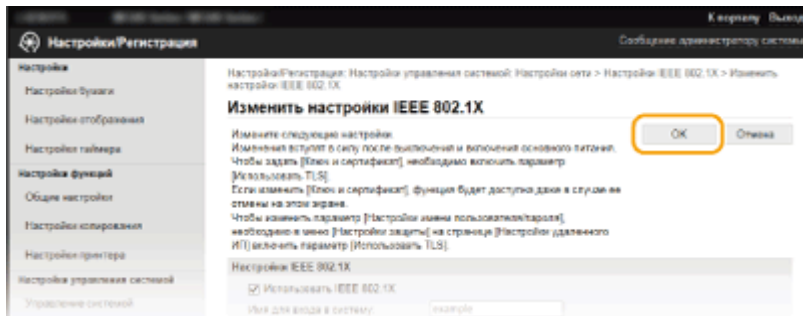 К порталу Выход
Настройки/Регистрация
Сообщение администратору системы
Настройки
Настройки бумаги
Настройки отображения
Настройки таймера
Настройки функций
Общие настройки
Настройки копирования
Настройки принтера
Настройки управления системой
Управление системой
Настройка/Регистрация: Настройки управления системой: Настройки сети > Настройки IEEE 802.1X > Изменить
настройки IEEE 802.1X
Изменить настройки IEEE 802.1X
OK Отмена
Измените следующие настройки.
Изменения вступят в силу после выключения и включения основного питания.
Чтобы задать [Ключ и сертификат], необходимо включить параметр
[Использовать TLS].
Если изменить [Ключ и сертификат], функция будет доступна даже в случае ее
отмены на этом экране.
Чтобы изменить параметр [Настройки имени пользователя/пароля],
необходимо в меню [Настройки защиты] на странице [Настройки удаленного
ИП] включить параметр [Использовать TLS].
Настройки IEEE 802.1X
Использовать IEEE 802.1X
Имя для входа в систему: example